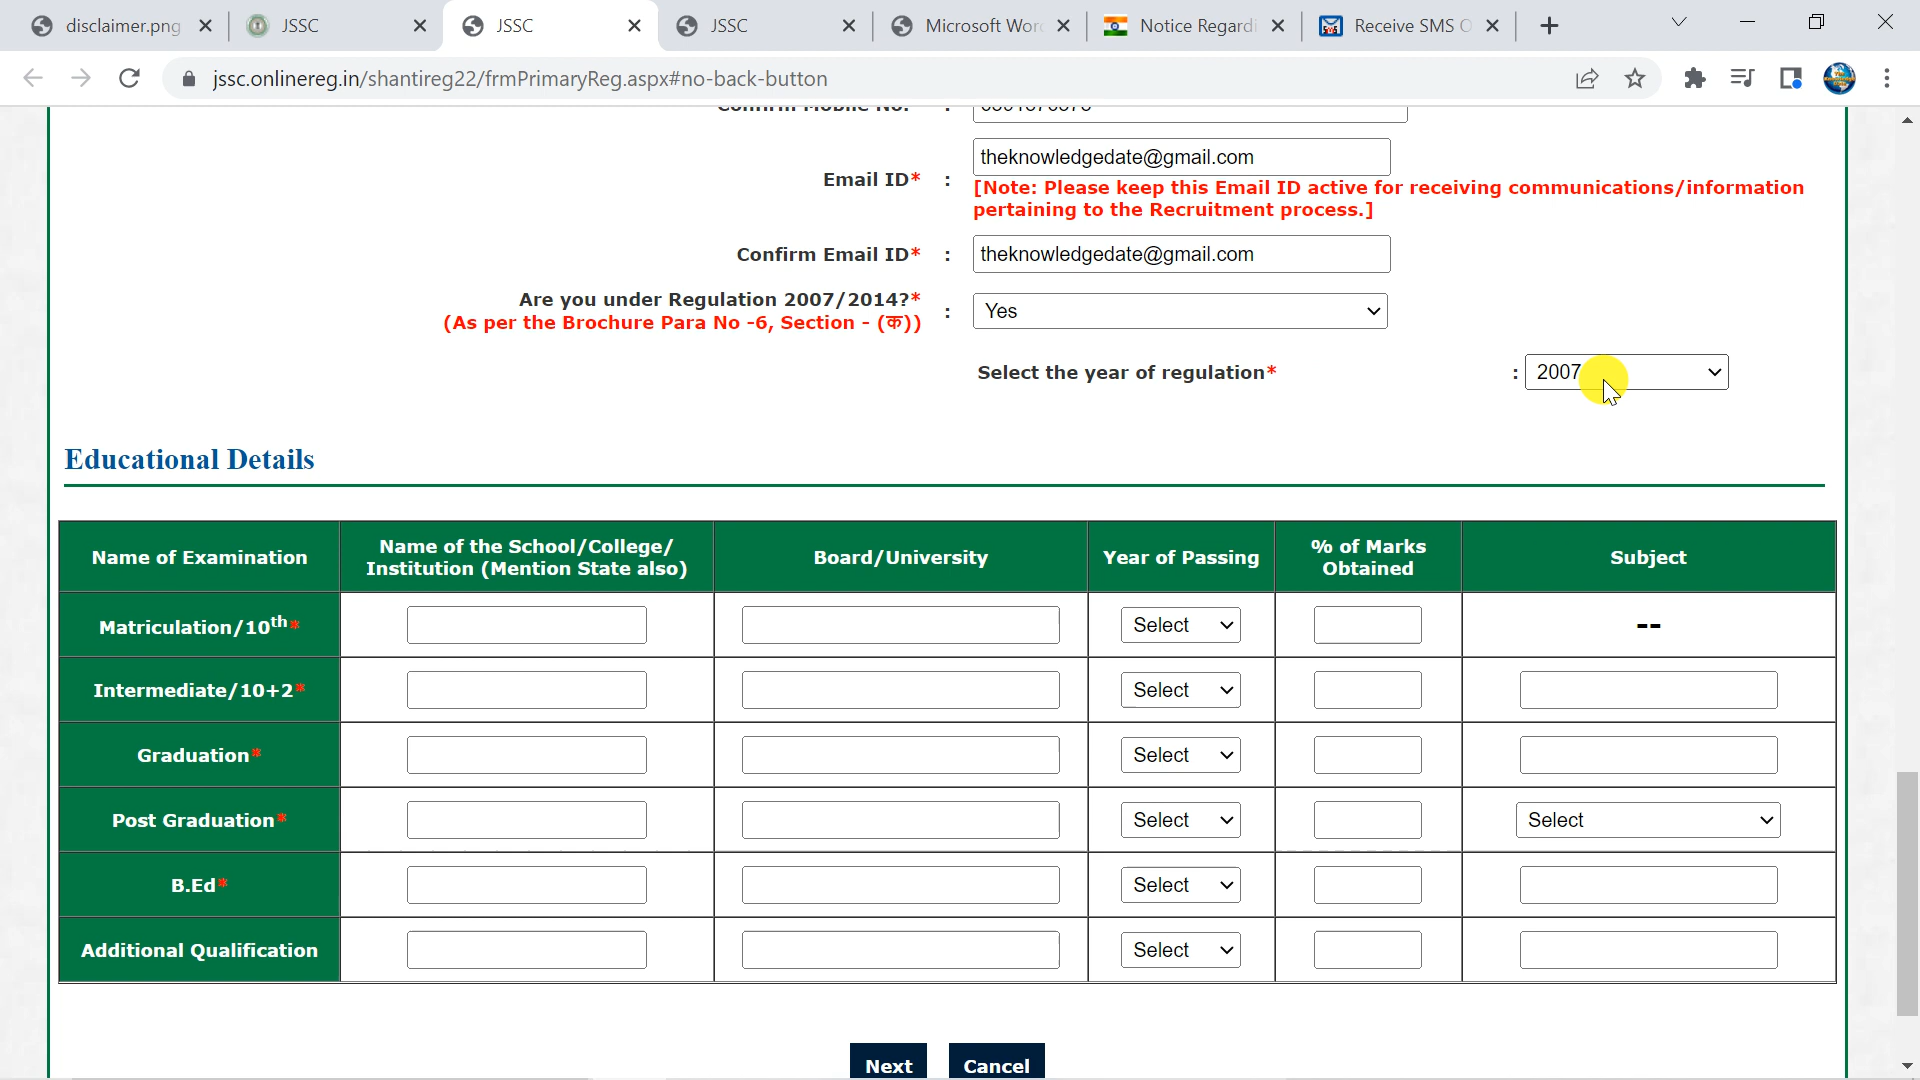 disclaimer.png
JSSC
JSSC
JSSC
Microsoft Wor
Notice Regardi
Receive SMS O
jssc.onlinereg.in/shantireg22/frmPrimaryReg.aspx#no-back-button
Confirm Mobile No. :
theknowledgedate@gmail.com
Email ID* :
[Note: Please keep this Email ID active for receiving communications/information
pertaining to the Recruitment process.]
Confirm Email ID* : theknowledgedate@gmail.com
Are you under Regulation 2007/2014?*
(As per the Brochure Para No -6, Section - (क)) : Yes
Select the year of regulation* : 2007
Educational Details
Name of Examination
Name of the School/College/
Institution (Mention State also)
Board/University
Year of Passing
% of Marks
Obtained
Subject
Matriculation/10th* Select --
Intermediate/10+2* Select
Graduation* Select
Post Graduation* Select Select
B.Ed* Select
Additional Qualification Select
Next Cancel